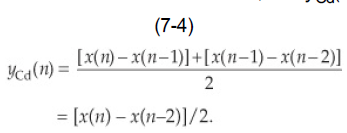 (7-4)
y_Cd(n) = [x(n) – x(n–1)]+[x(n–1) – x(n–2)] / 2
= [x(n) – x(n–2)]/2.